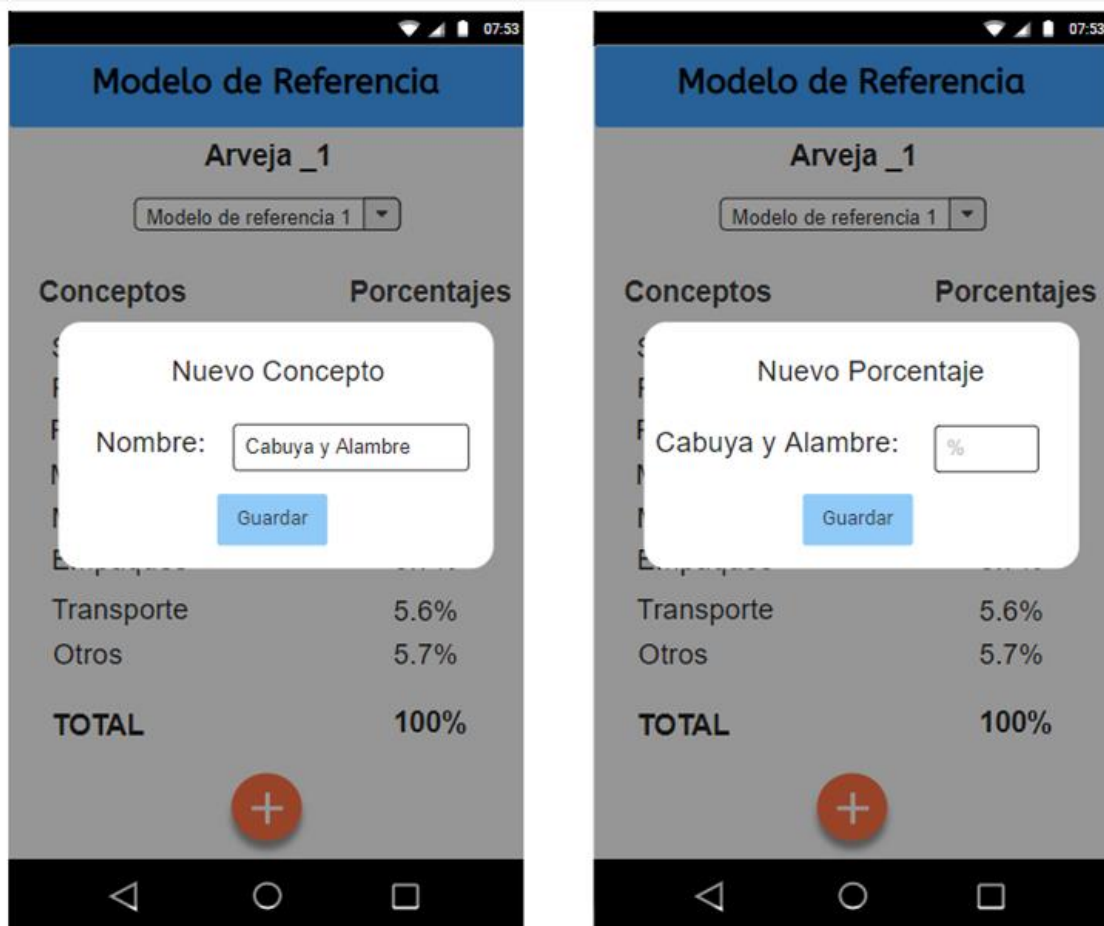 07:53
Modelo de Referencia
Arveja _1
Modelo de referencia 1
Conceptos Porcentajes
Nuevo Concepto
Nombre: Cabuya y Alambre
Guardar
Transporte 5.6%
Otros 5.7%
TOTAL 100%
07:53
Modelo de Referencia
Arveja _1
Modelo de referencia 1
Conceptos Porcentajes
Nuevo Porcentaje
Cabuya y Alambre: %
Guardar
Transporte 5.6%
Otros 5.7%
TOTAL 100%